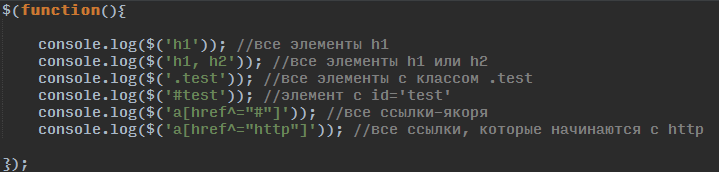 $(function(){
console.log($('h1')); //все элементы h1
console.log($('h1, h2')); //все элементы h1 или h2
console.log($('.test')); //все элементы с классом .test
console.log($('#test')); //элемент с id='test'
console.log($('a[href^="#"]')); //все ссылки-якоря
console.log($('a[href^="http"]')); //все ссылки, которые начинаются с http
});